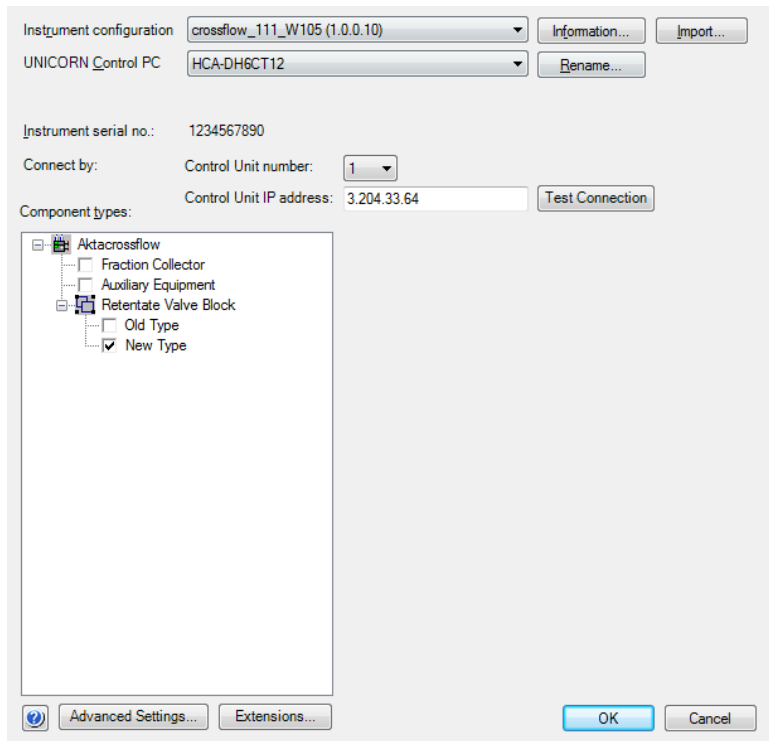 Instrument configuration crossflow_111_W105 (1.0.0.10) Information... Import...
UNICORN Control PC HCA-DH6CT12 Rename...
Instrument serial no.: 1234567890
Connect by: Control Unit number: 1
Control Unit IP address: 3.204.33.64 Test Connection
Component types:
Aktacrossflow
Fraction Collector
Auxiliary Equipment
Retentate Valve Block
Old Type
New Type
? Advanced Settings... Extensions... OK Cancel